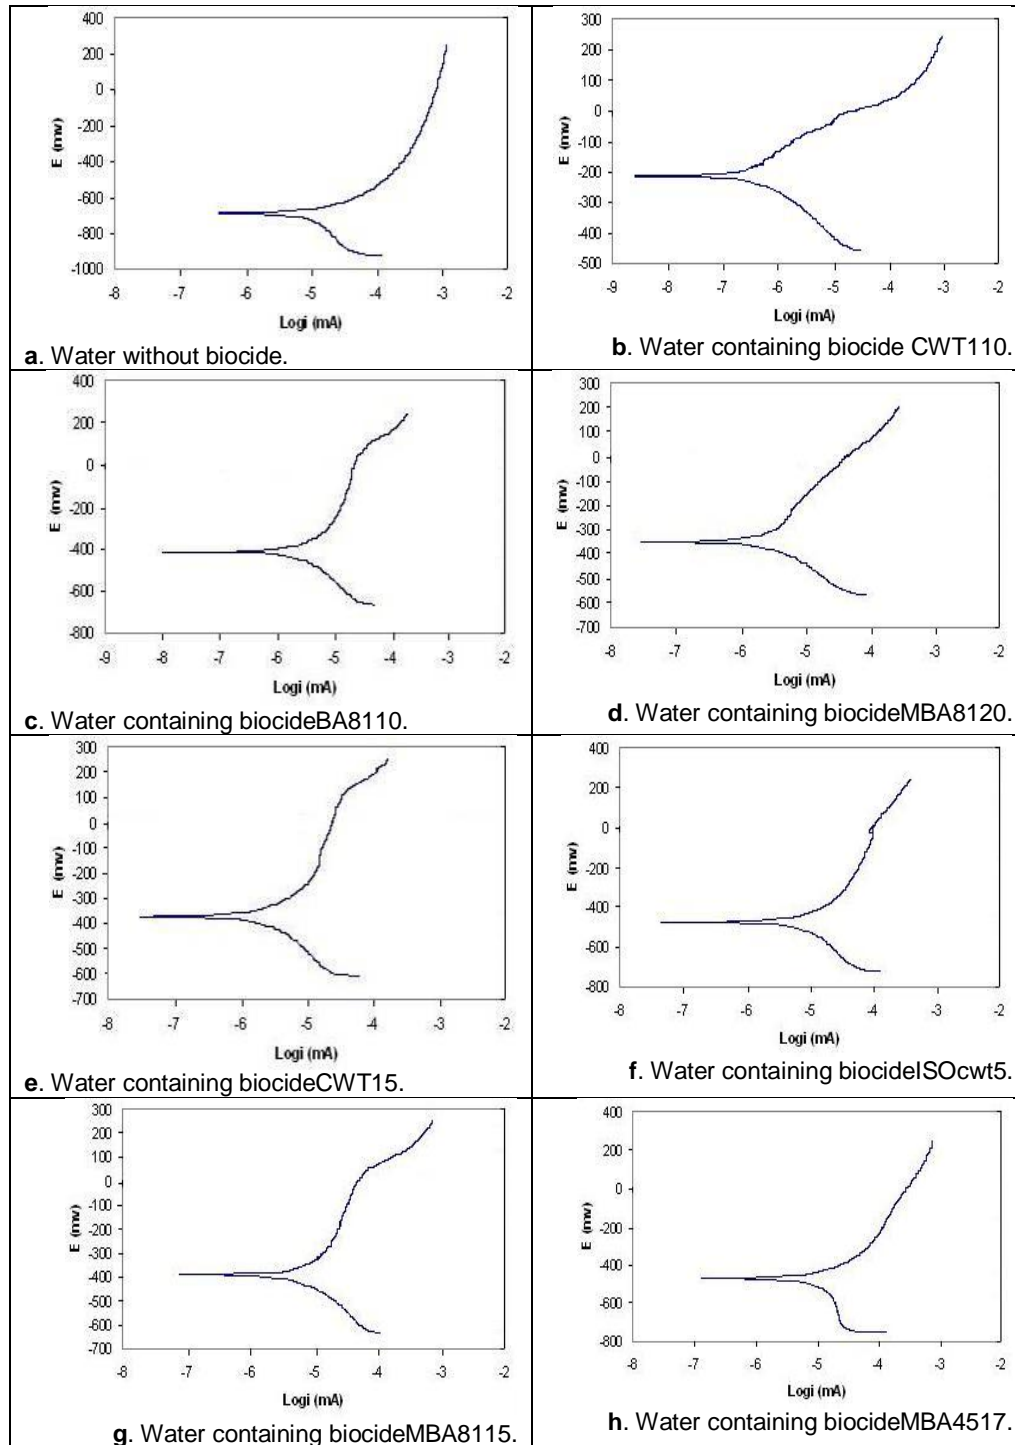 400
200
0
-200
-400
-600
-800
-1000
E (mv)
-8 -7 -6 -5 -4 -3 -2
Logi (mA)
a. Water without biocide.
300
200
100
0
-100
-200
-300
-400
-500
E (mv)
-9 -8 -7 -6 -5 -4 -3 -2
Logi (mA)
b. Water containing biocide CWT110.
400
200
0
-200
-400
-600
-800
E (mv)
-9 -8 -7 -6 -5 -4 -3 -2
Logi (mA)
c. Water containing biocideBA8110.
300
200
100
0
-100
-200
-300
-400
-500
-600
-700
E (mv)
-8 -7 -6 -5 -4 -3 -2
Logi (mA)
d. Water containing biocideMBA8120.
300
200
100
0
-100
-200
-300
-400
-500
-600
-700
E (mv)
-8 -7 -6 -5 -4 -3 -2
Logi (mA)
e. Water containing biocideCWT15.
400
200
0
-200
-400
-600
-800
E (mv)
-8 -7 -6 -5 -4 -3 -2
Logi (mA)
f. Water containing biocideISOcwt5.
300
200
100
0
-100
-200
-300
-400
-500
-600
-700
E (mv)
-8 -7 -6 -5 -4 -3 -2
Logi (mA)
g. Water containing biocideMBA8115.
400
200
0
-200
-400
-600
-800
E (mv)
-8 -7 -6 -5 -4 -3 -2
Logi (mA)
h. Water containing biocideMBA4517.